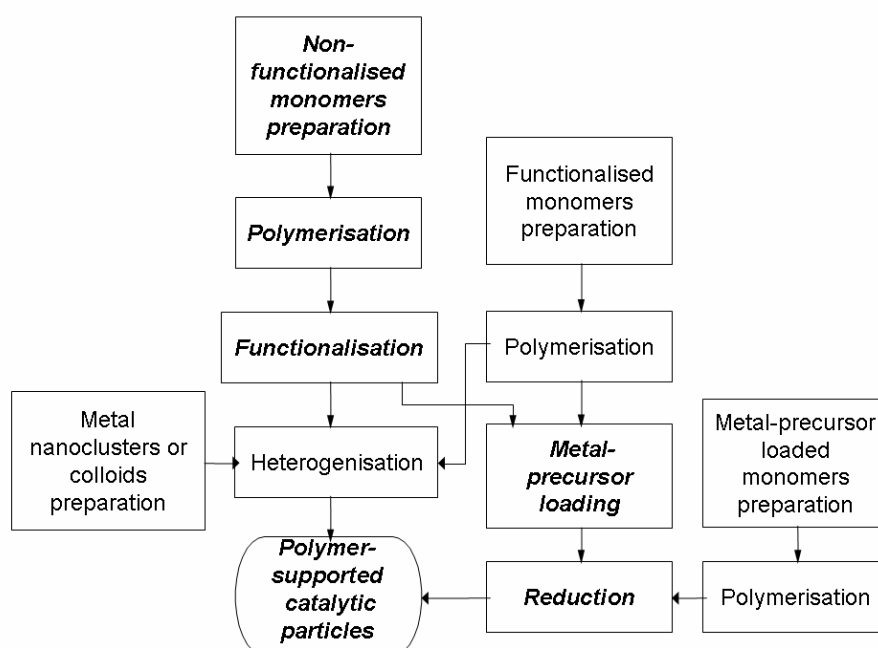 Non-
functionalised
monomers
preparation
Functionalised
monomers
preparation
Polymerisation
Functionalisation
Polymerisation
Metal
nanoclusters or
colloids
preparation
Heterogenisation
Metal-
precursor
loading
Metal-precursor
loaded
monomers
preparation
Polymer-
supported
catalytic
particles
Reduction
Polymerisation